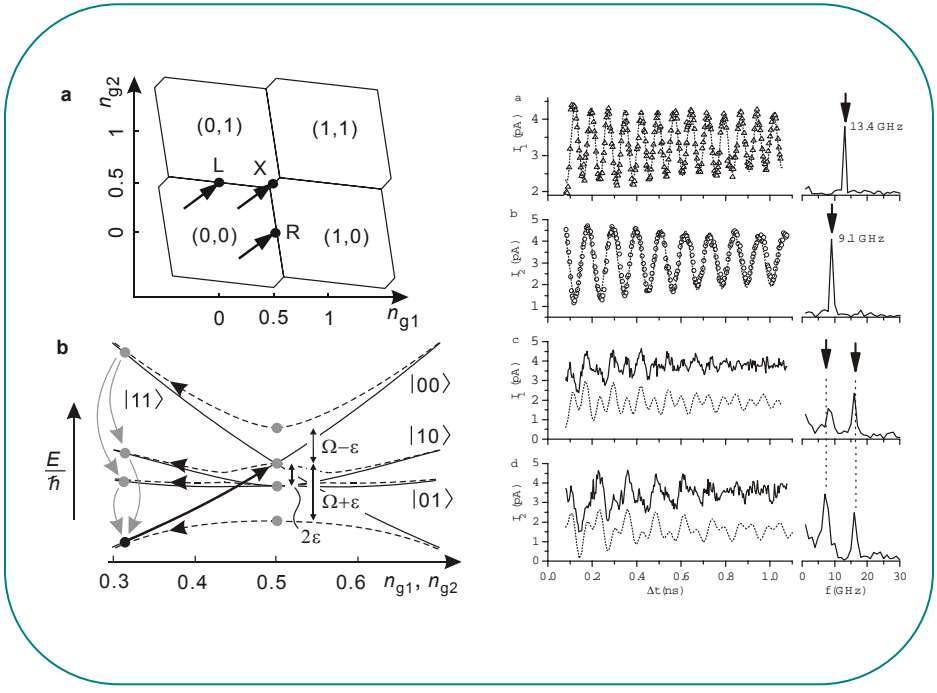 a
n_g2
1
0.5
0
(0,1)
(1,1)
L
X
(0,0)
R
(1,0)
0
0.5
1
n_g1
b
|11⟩
|00⟩
|10⟩
|01⟩
E/ħ
Ω−ε
Ω+ε
2ε
0.3
0.4
0.5
0.6
n_g1, n_g2
a
I_1 (pA)
4
3
2
13.4 GHz
b
I_2 (pA)
5
4
3
2
1
9.1 GHz
c
I_1 (pA)
5
4
3
2
1
0
d
I_2 (pA)
5
4
3
2
1
0
0.0
0.2
0.4
0.6
0.8
1.0
Δt(ns)
0
10
20
30
f(GHz)